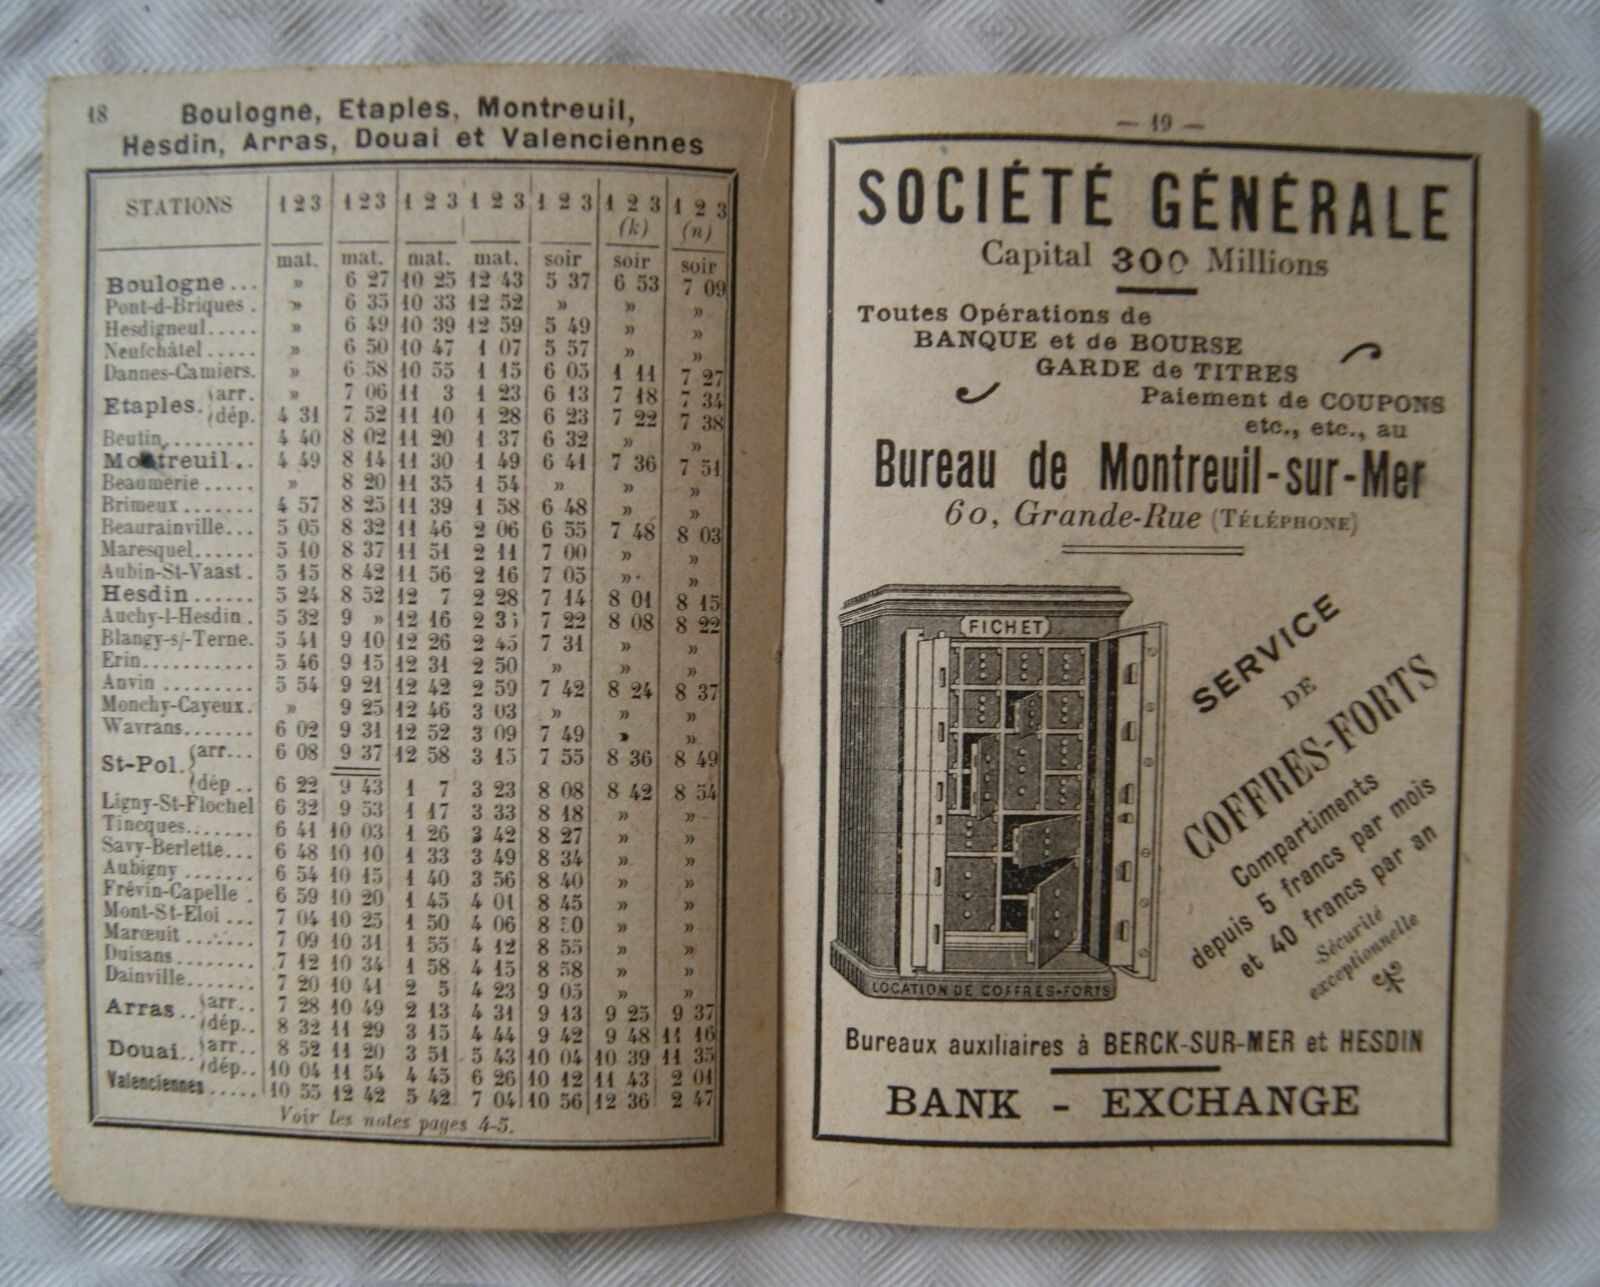 18
Boulogne, Etaples, Montreuil,
Hesdin, Arras, Douai et Valenciennes
STATIONS 1 2 3 1 2 3 1 2 3 1 2 3 1 2 3 1 2 3 1 2 3
(k) (n)
mat. mat. mat. mat. soir soir soir
Boulogne... » 6 27 10 25 12 43 5 37 6 53 7 09
Pont-d-Briques . » 6 35 10 33 12 52 » » »
Hesdigneul..... » 6 49 10 39 12 59 5 49 » »
Neufchâtel ..... » 6 50 10 47 1 07 5 57 » »
Dannes-Camiers. » 6 58 10 55 1 15 6 05 1 11 7 27
Etaples. arr. » 7 06 11 3 1 23 6 13 7 18 7 34
dép. 4 31 7 52 11 10 1 28 6 23 7 22 7 38
Beutin......... 4 40 8 02 11 20 1 37 6 32 » »
Montreuil.. 4 49 8 14 11 30 1 49 6 41 7 36 7 51
Beaumerie ..... » 8 20 11 35 1 54 » » »
Brimeux ....... 4 57 8 25 11 39 1 58 6 48 » »
Beaurainville... 5 05 8 32 11 46 2 06 6 55 7 48 8 03
Maresquel...... 5 10 8 37 11 51 2 11 7 00 » »
Aubin-St-Vaast . 5 15 8 42 11 56 2 16 7 05 » »
Hesdin ...... 5 24 8 52 12 7 2 28 7 14 8 01 8 15
Auchy-l-Hesdin . 5 32 9 » 12 16 2 7 22 8 08 8 22
Blangy-s/-Terne. 5 41 9 10 12 26 2 45 7 31 » »
Erin........... 5 46 9 15 12 31 2 50 » » »
Anvin ......... 5 54 9 21 12 42 2 59 7 42 8 24 8 37
Monchy-Cayeux. » 9 25 12 46 3 03 » » »
Wavrans....... 6 02 9 31 12 52 3 09 7 49 » »
St-Pol. arr... 6 08 9 37 12 58 3 15 7 55 8 36 8 49
dép .. 6 22 9 43 1 7 3 23 8 08 8 42 8 54
Ligny-St-Flochel 6 32 9 53 1 17 3 33 8 18 » »
Tincques....... 6 41 10 03 1 26 3 42 8 27 » »
Savy-Berlette... 6 48 10 10 1 33 3 49 8 34 » »
Aubigny ....... 6 54 10 15 1 40 3 56 8 40 » »
Frévin-Capelle . 6 59 10 20 1 45 4 01 8 45 » »
Mont-St-Eloi ... 7 04 10 25 1 50 4 06 8 50 » »
Marœuit ....... 7 09 10 31 1 55 4 12 8 55 » »
Duisans ........ 7 12 10 34 1 58 4 15 8 58 » »
Dainville....... 7 20 10 41 2 5 4 23 9 05 » »
Arras.. arr.. 7 28 10 49 2 13 4 31 9 13 9 25 9 37
dép.. 8 32 11 29 3 15 4 44 9 42 9 48 11 16
Douai.. arr.. 8 52 11 20 3 51 5 43 10 04 10 39 11 35
dép.. 10 04 11 54 4 45 6 26 10 12 11 43 2 01
Valenciennes ..... 10 55 12 42 5 42 7 04 10 56 12 36 2 47
Voir les notes pages 4-5.
— 19 —
SOCIÉTÉ GÉNÉRALE
Capital 300 Millions
Toutes Opérations de
BANQUE et de BOURSE
GARDE de TITRES
Paiement de COUPONS
etc., etc., au
Bureau de Montreuil-sur-Mer
60, Grande-Rue (TÉLÉPHONE)
FICHET
LOCATION DE COFFRES-FORTS
SERVICE
DE
COFFRES-FORTS
Compartiments
depuis 5 francs par mois
et 40 francs par an
Sécurité
exceptionnelle
Bureaux auxiliaires à BERCK-SUR-MER et HESDIN
BANK - EXCHANGE